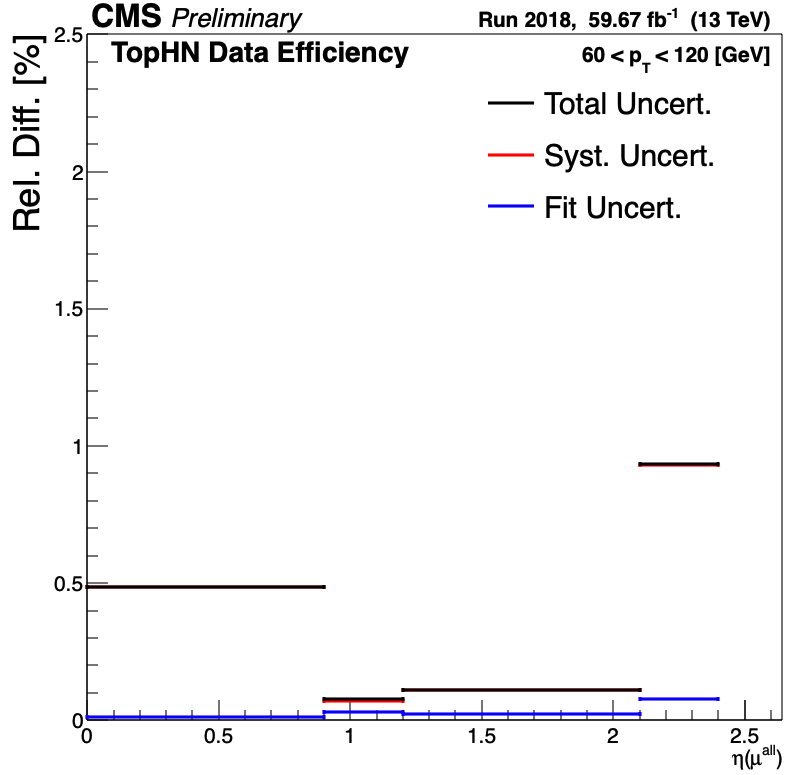 CMS Preliminary
Run 2018, 59.67 fb⁻¹ (13 TeV)
TopHN Data Efficiency
60 < p_T < 120 [GeV]
Total Uncert.
Syst. Uncert.
Fit Uncert.
Rel. Diff. [%]
2.5
2
1.5
1
0.5
0
0 0.5 1 1.5 2 2.5
η(μ^all)